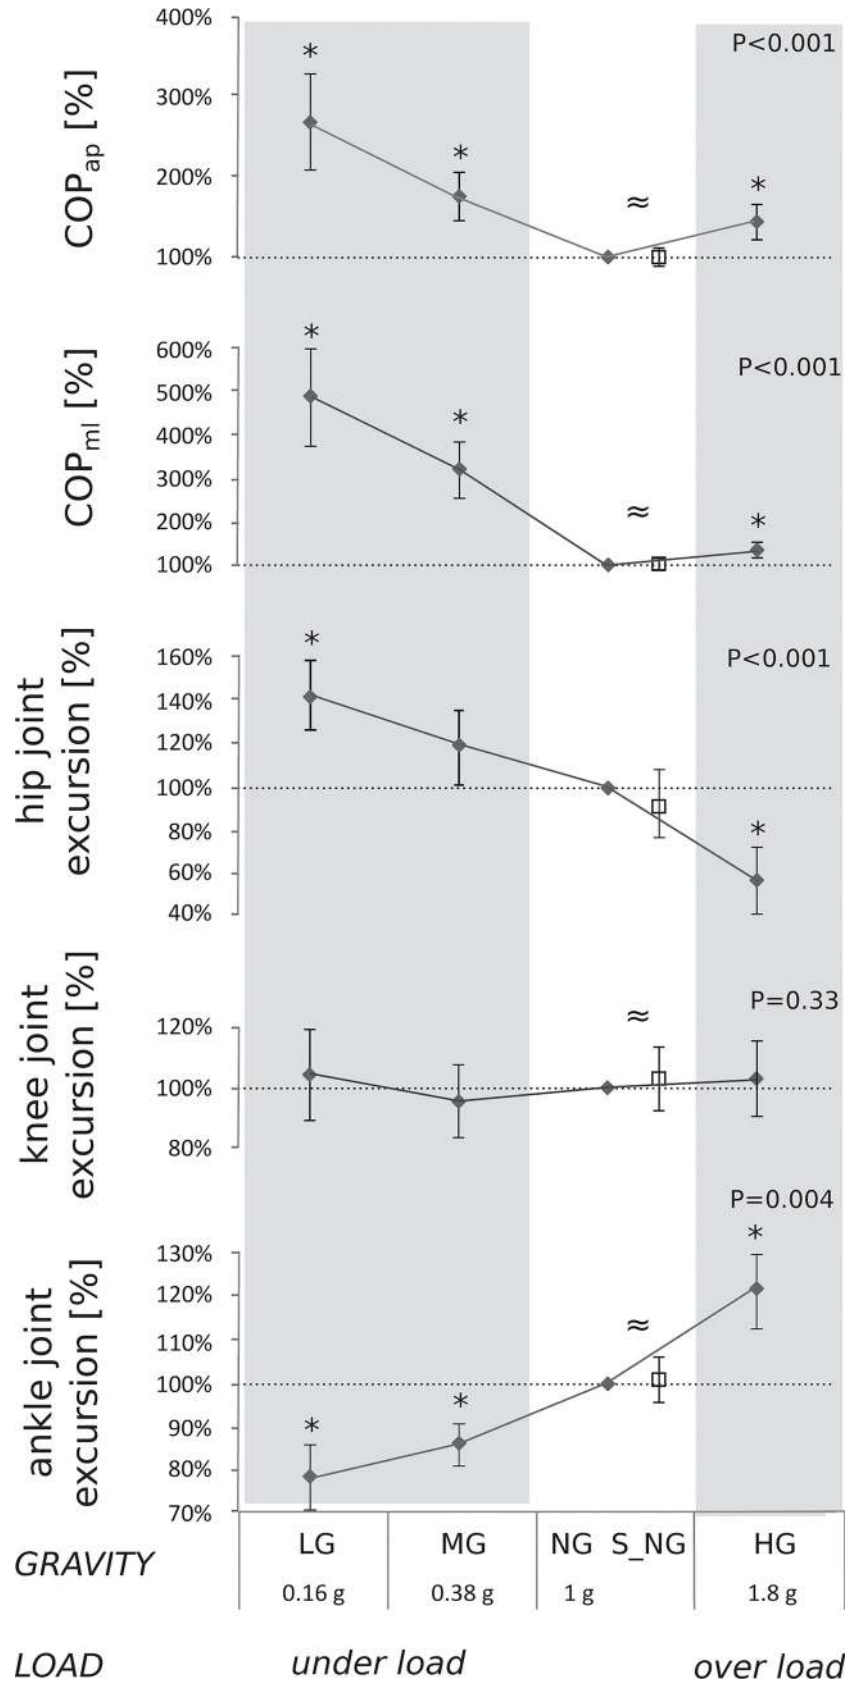 400%
P<0.001
*
300%
COPap [%]
*
200%
≈
*
100%
600%
*
P<0.001
500%
COPml [%]
400%
*
300%
200%
≈
*
100%
160%
*
P<0.001
140%
hip joint
excursion [%]
120%
100%
80%
*
60%
40%
≈
P=0.33
knee joint
excursion [%]
120%
100%
80%
P=0.004
*
130%
ankle joint
excursion [%]
120%
≈
110%
100%
*
90%
*
80%
70%
LG MG NG S_NG HG
GRAVITY
0.16 g 0.38 g 1 g 1.8 g
LOAD under load over load